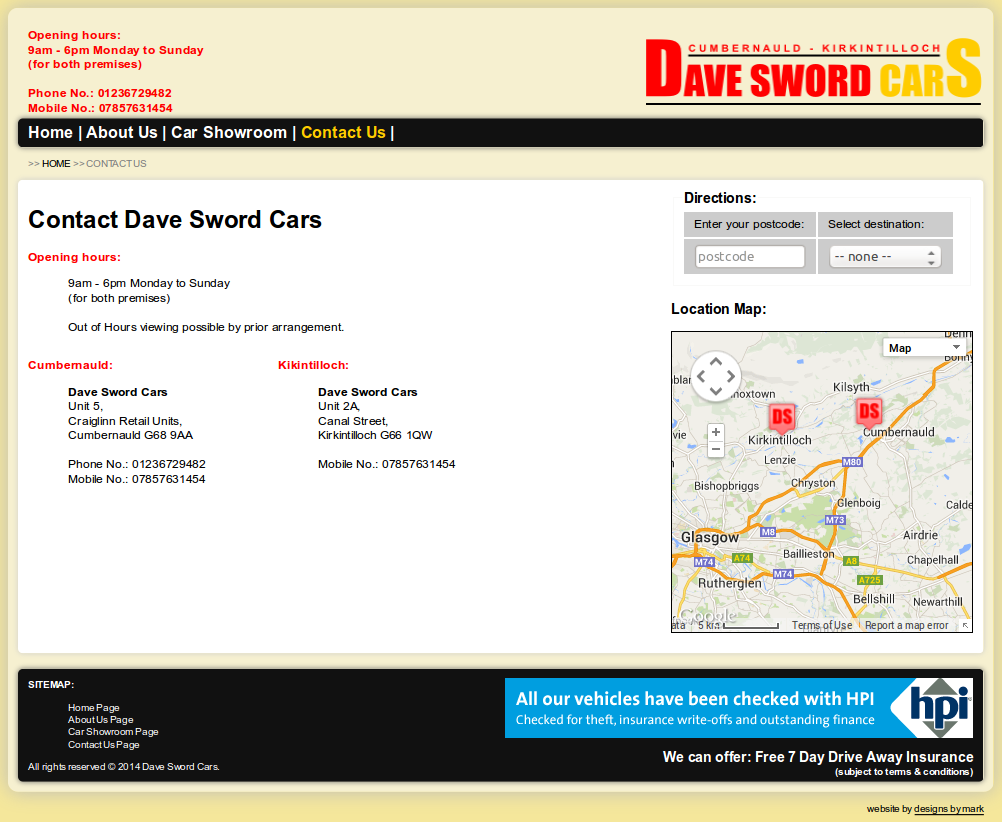 Opening hours:
9am - 6pm Monday to Sunday
(for both premises)
Phone No.: 01236729482
Mobile No.: 07857631454
CUMBERNAULD - KIRKINTILLOCH
DAVE SWORD CARS
Home | About Us | Car Showroom | Contact Us |
>> HOME >> CONTACT US
Contact Dave Sword Cars
Opening hours:
9am - 6pm Monday to Sunday
(for both premises)
Out of Hours viewing possible by prior arrangement.
Cumbernauld:
Dave Sword Cars
Unit 5,
Craiglinn Retail Units,
Cumbernauld G68 9AA
Phone No.: 01236729482
Mobile No.: 07857631454
Kikintilloch:
Dave Sword Cars
Unit 2A,
Canal Street,
Kirkintilloch G66 1QW
Mobile No.: 07857631454
Directions:
Enter your postcode: Select destination:
postcode -- none --
Location Map:
Map
noxtown
Kilsyth
DS DS
vie
Kirkintilloch
Cumbernauld
Lenzie
M80
Bishopbriggs
Chryston
Glenboig
Calde
M73
M8
Glasgow
Airdrie
Baillieston
M74 A74 A8
Chapelhall
M74
A725
Rutherglen
Bellshill
Newarthill
Google
ata 5 km Terms of Use Report a map error
SITEMAP:
Home Page
About Us Page
Car Showroom Page
Contact Us Page
All rights reserved © 2014 Dave Sword Cars.
All our vehicles have been checked with HPI
Checked for theft, insurance write-offs and outstanding finance
hpi
We can offer: Free 7 Day Drive Away Insurance
(subject to terms & conditions)
website by designs by mark